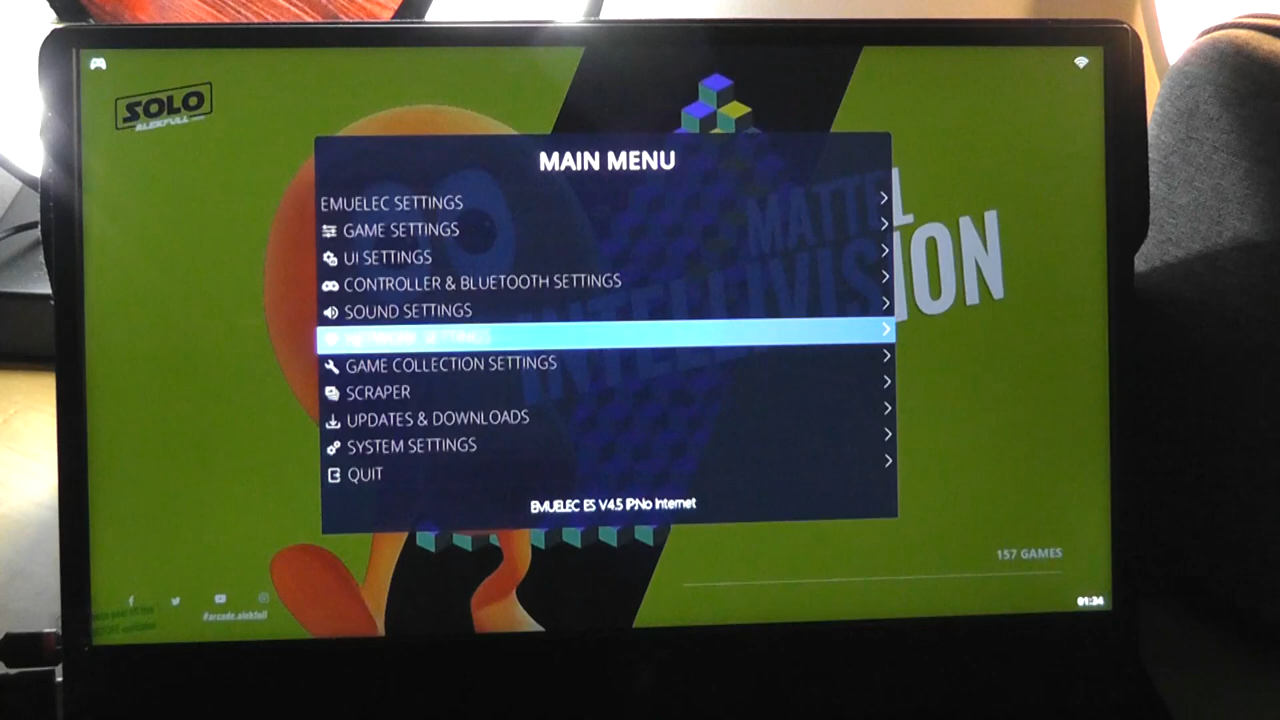 SOLO
ALEKFULL
MAIN MENU
EMUELEC SETTINGS
GAME SETTINGS
UI SETTINGS
CONTROLLER & BLUETOOTH SETTINGS
SOUND SETTINGS
NETWORK SETTINGS
GAME COLLECTION SETTINGS
SCRAPER
UPDATES & DOWNLOADS
SYSTEM SETTINGS
QUIT
EMUELEC ES V4.5 IP:No Internet
MATTEL
INTELLIVISION
157 GAMES
#arcade.alekfull
01:34